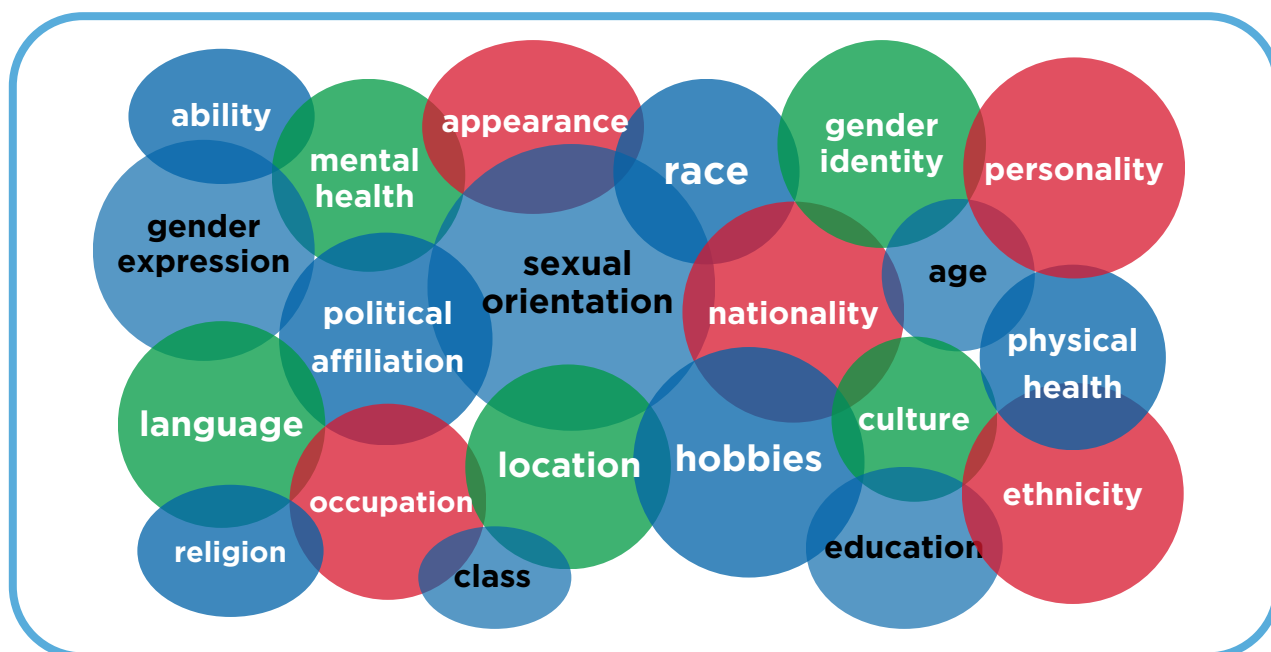 ability
mental
health
appearance
race
gender
identity
personality
gender
expression
political
affiliation
sexual
orientation
nationality
age
physical
health
language
occupation
location
hobbies
culture
ethnicity
religion
class
education